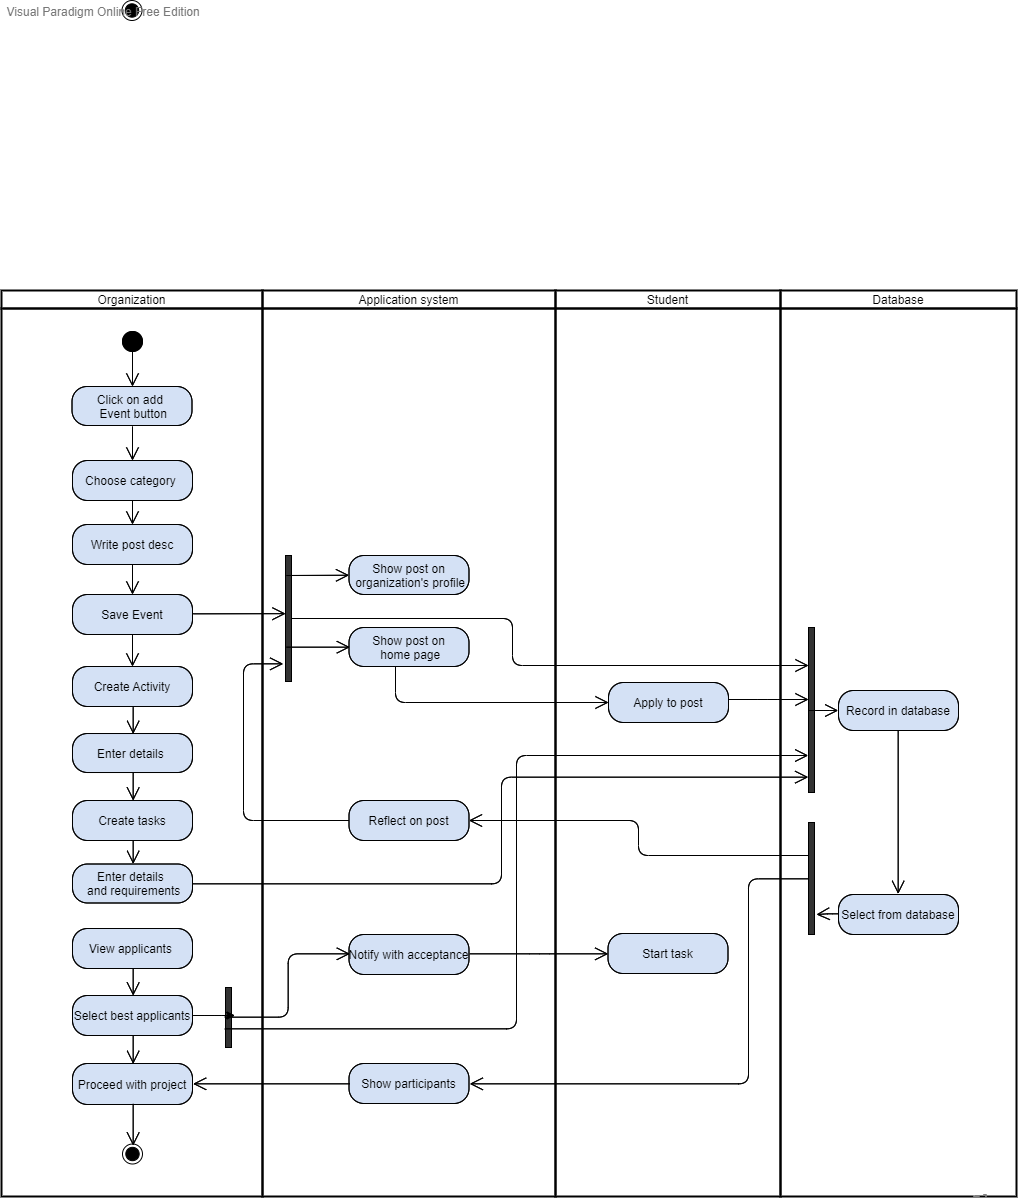 Visual Paradigm Online Free Edition
Organization
Application system
Student
Database
Click on add
Event button
Choose category
Write post desc
Show post on
organization's profile
Save Event
Show post on
home page
Create Activity
Apply to post
Record in database
Enter details
Create tasks
Reflect on post
Enter details
and requirements
Select from database
View applicants
Notify with acceptance
Start task
Select best applicants
Proceed with project
Show participants